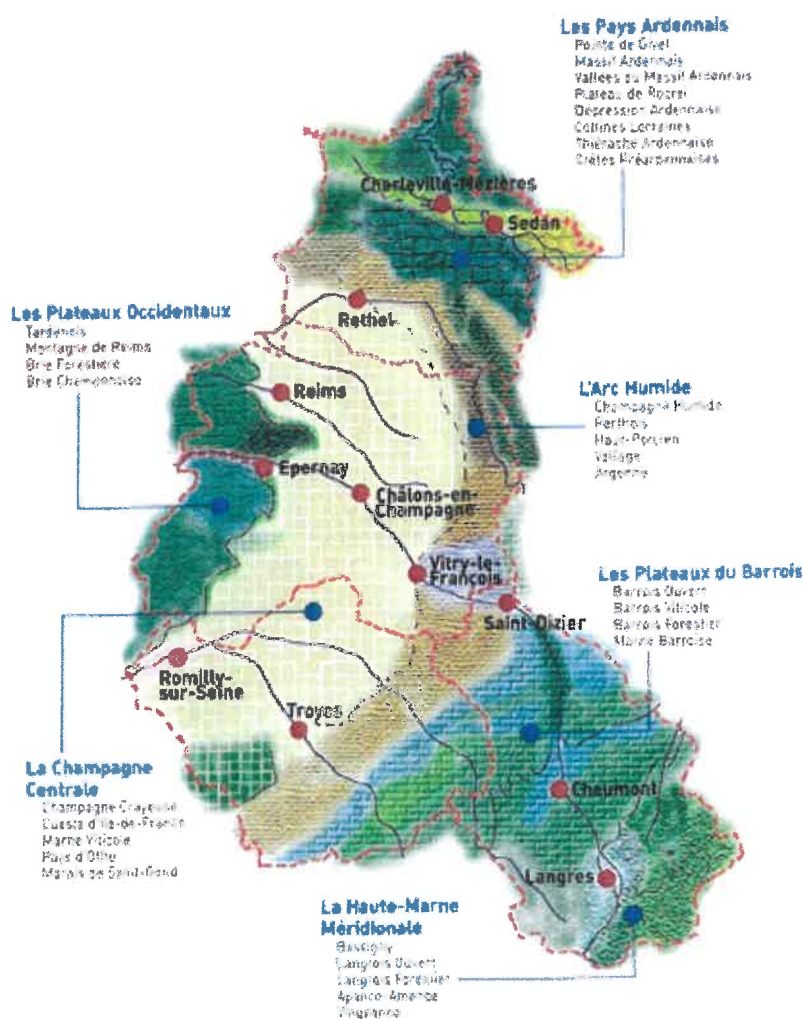 Les Pays Ardennais
Pointe de Givet
Massif Ardennais
Vallées du Massif Ardennais
Plateau de Rocroi
Dépression Ardennaise
Collines Lorraines
Thiérache Ardennaise
Crêtes Préardennaises
Charleville-Mézières
Sedan
Rethel
Les Plateaux Occidentaux
Tardenois
Montagne de Reims
Brie Forestière
Brie Champenoise
Reims
L'Arc Humide
Champagne Humide
Perthois
Haut-Porcien
Vallage
Argonne
Epernay
Châlons-en-
Champagne
Vitry-le-
François
Les Plateaux du Barrois
Barrois Ouvert
Barrois Viticole
Barrois Forestier
Marne Barroise
Saint-Dizier
Romilly-
sur-Seine
Troyes
La Champagne
Centrale
Champagne Crayeuse
Cuesta d'Ile-de-France
Marne Viticole
Pays d'Othe
Marais de Saint-Gond
Chaumont
Langres
La Haute-Marne
Méridionale
Bassigny
Langrois Ouvert
Langrois Forestier
Apance-Amance
Vingeanne